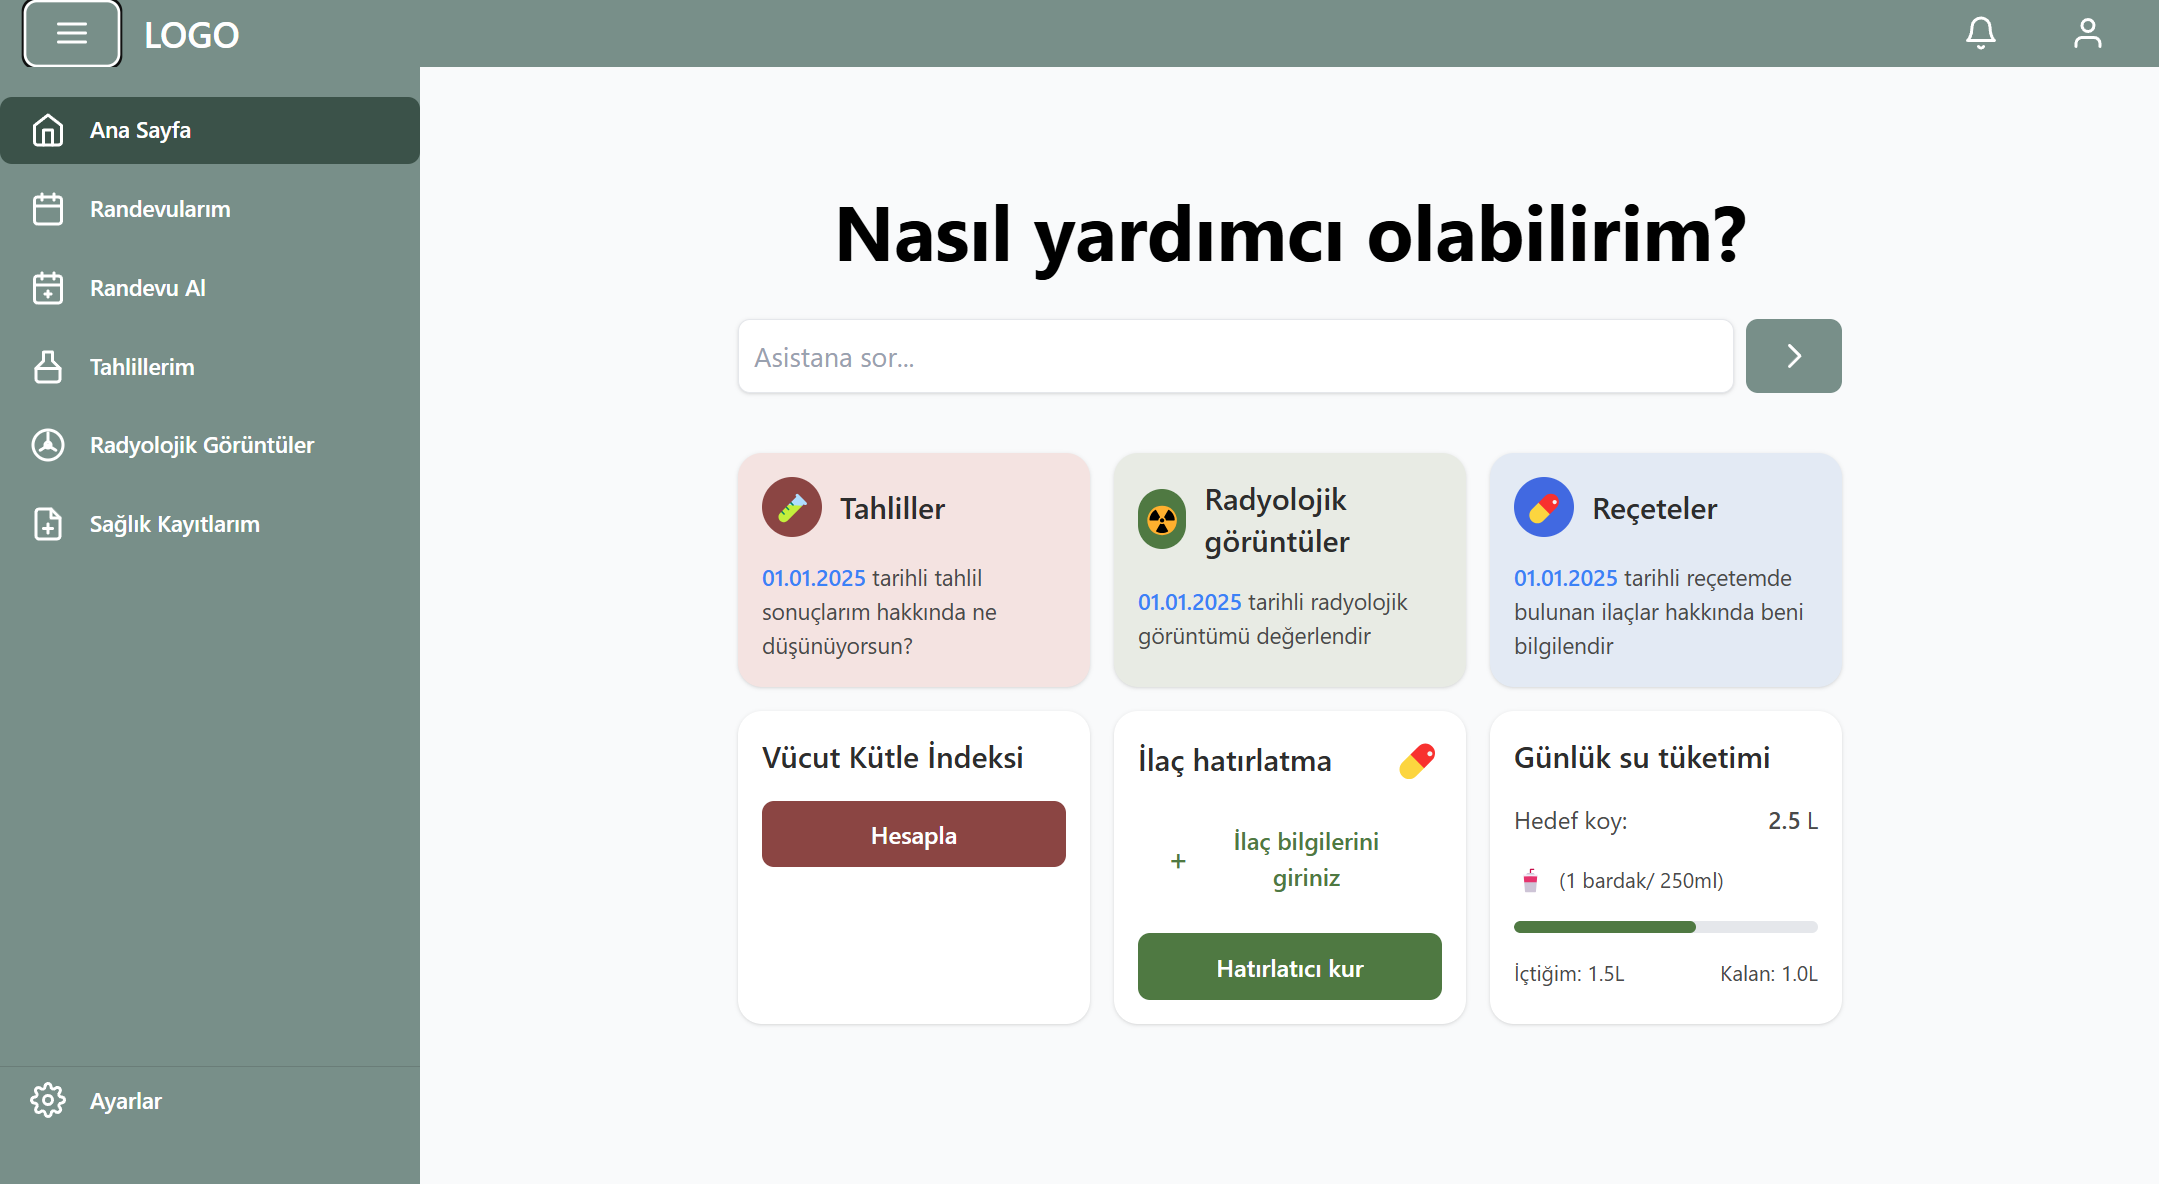 LOGO
Ana Sayfa
Randevularım
Randevu Al
Tahlillerim
Radyolojik Görüntüler
Sağlık Kayıtlarım
Ayarlar
Nasıl yardımcı olabilirim?
Asistana sor...
Tahliller
01.01.2025 tarihli tahlil
sonuçlarım hakkında ne
düşünüyorsun?
Radyolojik
görüntüler
01.01.2025 tarihli radyolojik
görüntümü değerlendir
Reçeteler
01.01.2025 tarihli reçetemde
bulunan ilaçlar hakkında beni
bilgilendir
Vücut Kütle İndeksi
Hesapla
İlaç hatırlatma
+ İlaç bilgilerini
giriniz
Hatırlatıcı kur
Günlük su tüketimi
Hedef koy: 2.5 L
(1 bardak/ 250ml)
İçtiğim: 1.5L Kalan: 1.0L